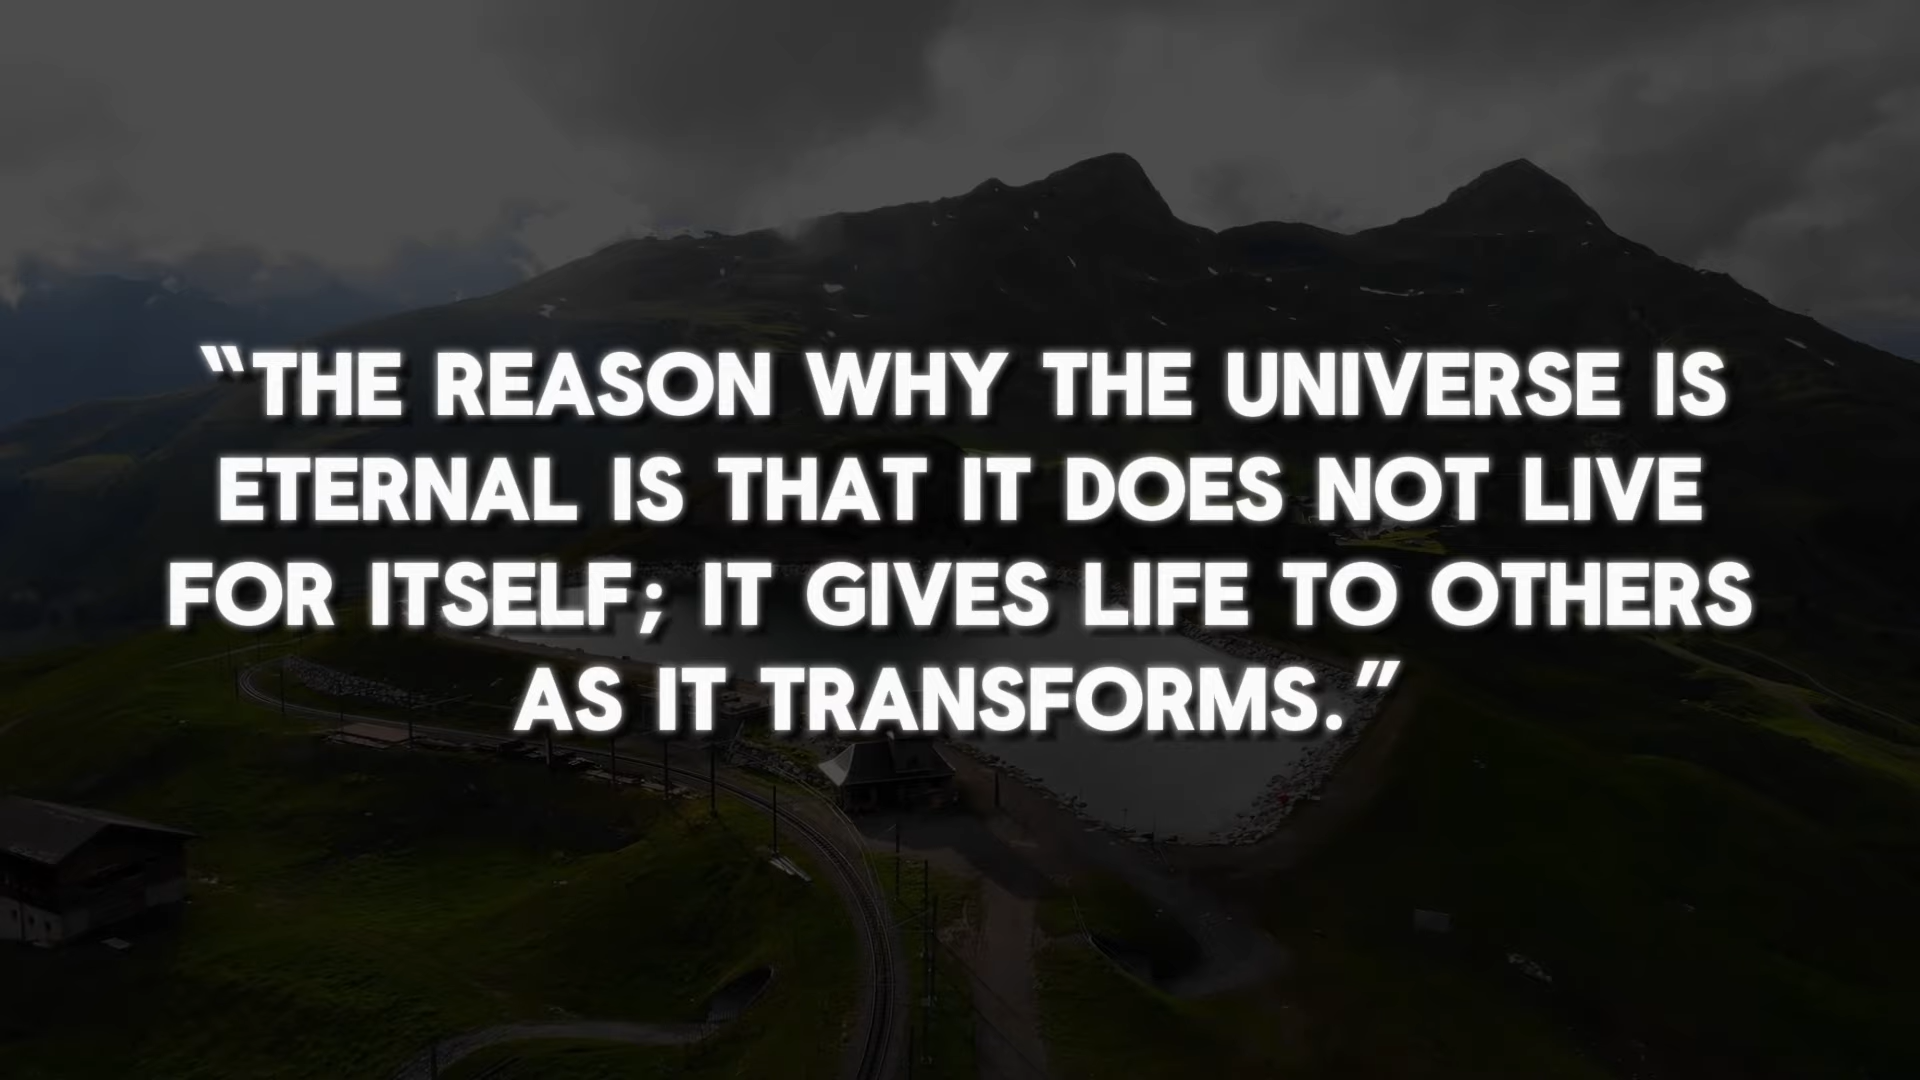 “THE REASON WHY THE UNIVERSE IS
ETERNAL IS THAT IT DOES NOT LIVE
FOR ITSELF; IT GIVES LIFE TO OTHERS
AS IT TRANSFORMS.”